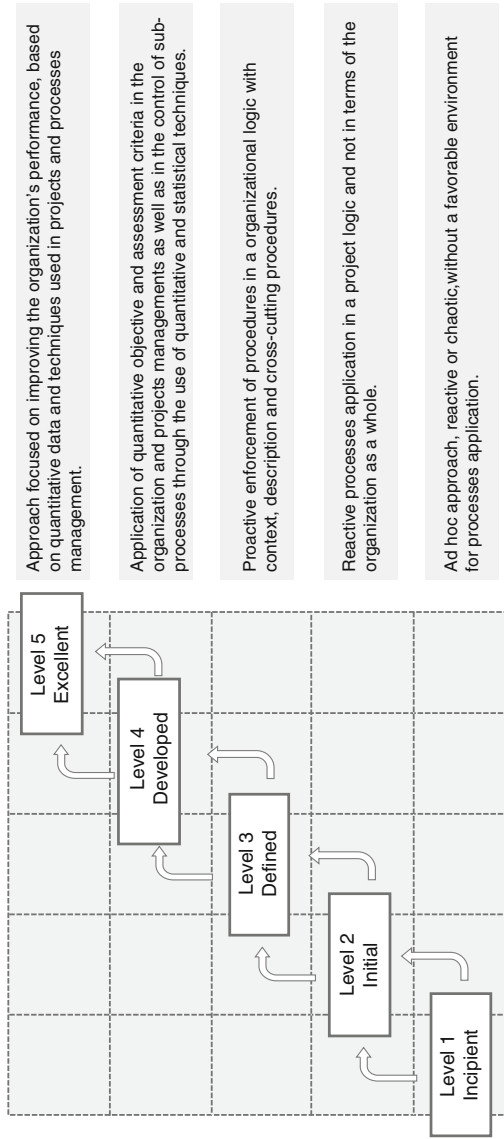 Level 5
Excellent
Approach focused on improving the organization's performance, based
on quantitative data and techniques used in projects and processes
management.
Level 4
Developed
Application of quantitative objective and assessment criteria in the
organization and projects managements as well as in the control of sub-
processes through the use of quantitative and statistical techniques.
Level 3
Defined
Proactive enforcement of procedures in a organizational logic with
context, description and cross-cutting procedures.
Level 2
Initial
Reactive processes application in a project logic and not in terms of the
organization as a whole.
Level 1
Incipient
Ad hoc approach, reactive or chaotic,without a favorable environment
for processes application.